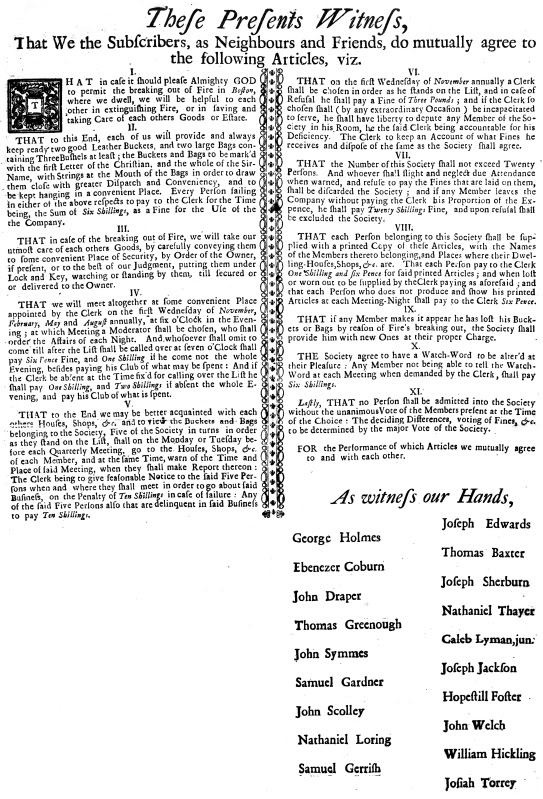 Theſe Preſents Witneſs,
That We the Subſcribers, as Neighbours and Friends, do mutually agree to
the following Articles, viz.
I.
THAT in caſe it ſhould pleaſe Almighty GOD
to permit the breaking out of Fire in Boſton,
where we dwell, we will be helpful to each
other in extinguiſhing Fire, or in ſaving and
taking Care of each others Goods or Eſtate.
II.
THAT to this End, each of us will provide and always
keep ready two good Leather Buckets, and two large Bags con-
taining Three Buſhels at leaſt; the Buckets and Bags to be mark'd
with the firſt Letter of the Chriſtian, and the whole of the Sir-
Name, with Strings at the Mouth of the Bags in order to draw
them cloſe with greater Diſpatch and Conveniency, and to
be kept hanging in a convenient Place. Every Perſon failing
in either of the above reſpects to pay to the Clerk for the Time
being, the Sum of Six Shillings, as a Fine for the Uſe of the
the Company.
III.
THAT in caſe of the breaking out of Fire, we will take our
utmoſt care of each others Goods, by carefully conveying them
to ſome convenient Place of Security, by Order of the Owner,
if preſent, or to the beſt of our Judgment, putting them under
Lock and Key, watching or ſtanding by them, till ſecured or
or delivered to the Owner.
IV.
THAT we will meet altogether at ſome convenient Place
appointed by the Clerk on the firſt Wedneſday of November,
February, May and Auguſt annually, at ſix o'Clock in the Even-
ing; at which Meeting a Moderator ſhall be choſen, who ſhall
order the Affairs of each Night. And whoſoever ſhall omit to
come till after the Liſt ſhall be called over at ſeven o'Clock ſhall
pay Six Pence Fine, and One Shilling if he come not the whole
Evening, beſides paying his Club of what may be ſpent: And if
the Clerk be abſent at the Time fix'd for calling over the Liſt he
ſhall pay One Shilling, and Two Shillings if abſent the whole E-
vening, and pay his Club of what is ſpent.
V.
THAT to the End we may be better acquainted with each
others Houſes, Shops, &c. and to view the Buckets and Bags
belonging to the Society, Five of the Society in turns in order
as they ſtand on the Liſt, ſhall on the Monday or Tueſday be-
fore each Quarterly Meeting, go to the Houſes, Shops, &c.
of each Member, and at the ſame Time, warn of the Time and
Place of ſaid Meeting, when they ſhall make Report thereon:
The Clerk being to give ſeaſonable Notice to the ſaid Five Per-
ſons when and where they ſhall meet in order to go about ſaid
Buſineſs, on the Penalty of Ten Shillings in caſe of failure: Any
of the ſaid Five Perſons alſo that are delinquent in ſaid Buſineſs
to pay Ten Shillings.
VI.
THAT on the firſt Wedneſday of November annually a Clerk
ſhall be choſen in order as he ſtands on the Liſt, and in caſe of
Refuſal he ſhall pay a Fine of Three Pounds; and if the Clerk ſo
choſen ſhall (by any extraordinary Occaſion) be incapacitated
to ſerve, he ſhall have liberty to depute any Member of the So-
ciety in his Room, he the ſaid Clerk being accountable for his
Deficiency. The Clerk to keep an Account of what Fines he
receives and diſpoſe of the ſame as the Society ſhall agree.
VII.
THAT the Number of this Society ſhall not exceed Twenty
Perſons. And whoever ſhall ſlight and neglect due Attendance
when warned, and refuſe to pay the Fines that are laid on them,
ſhall be diſcarded the Society; and if any Member leaves the
Company without paying the Clerk his Proportion of the Ex-
pence, he ſhall pay Twenty Shillings Fine, and upon refuſal ſhall
be excluded the Society.
VIII.
THAT each Perſon belonging to this Society ſhall be ſup-
plied with a printed Copy of theſe Articles, with the Names
of the Members thereto belonging, and Places where their Dwel-
ling-Houſes, Shops, &c. are. That each Perſon pay to the Clerk
One Shilling and ſix Pence for ſaid printed Articles; and when loſt
or worn out to be ſupplied by the Clerk paying as aforeſaid; and
that each Perſon who does not produce and ſhow his printed
Articles at each Meeting-Night ſhall pay to the Clerk Six Pence.
IX.
THAT if any Member makes it appear he has loſt his Buck-
ets or Bags by reaſon of Fire's breaking out, the Society ſhall
provide him with new Ones at their proper Charge.
X.
THE Society agree to have a Watch-Word to be alter'd at
their Pleaſure: Any Member not being able to tell the Watch-
Word at each Meeting when demanded by the Clerk, ſhall pay
Six Shillings.
XI.
Laſtly, THAT no Perſon ſhall be admitted into the Society
without the unanimous Vote of the Members preſent at the Time
of the Choice: The deciding Differences, voting of Fines, &c.
to be determined by the major Vote of the Society.
FOR the Performance of which Articles we mutually agree
to and with each other.
As witneſs our Hands,
George Holmes
Ebenezer Coburn
John Draper
Thomas Greenough
John Symmes
Samuel Gardner
John Scolley
Nathaniel Loring
Samuel Gerriſh
Joſeph Edwards
Thomas Baxter
Joſeph Sherburn
Nathaniel Thayer
Caleb Lyman, jun.
Joſeph Jackſon
Hopeſtill Foſter
John Welch
William Hickling
Joſiah Torrey